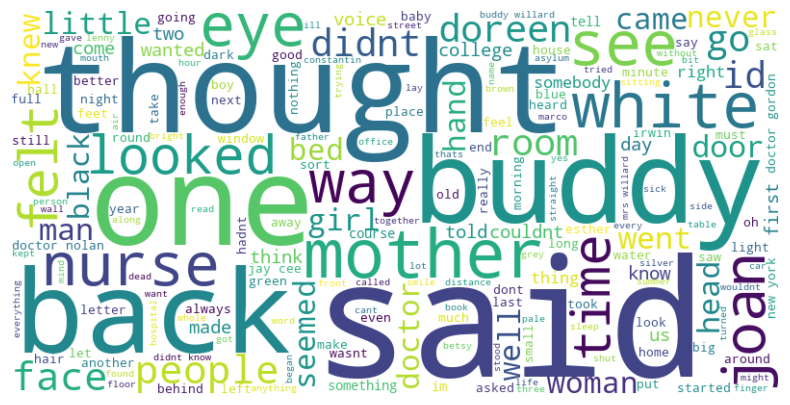 little
eye
didnt
doreen
came
never
knew
going
come
two
voice
baby
street
ill
buddy willard
tell
college
house
say
sat
glass
without
bit
new
gave
lenny
mouth
wanted
good
dark
hour
constantin
trying
lay
name
asylum
tried
sitting
see
go
id
thought
white
hall
better
boy
nothing
enough
full
night
next
take
feet
air
still
bright
window
father
office
place
feel
hand
somebody
minute
right
blue
heard
brown
marco
felt
black
open
round
looked
bed
sort
thats
end
room
morning
yes
irwin
day
must
door
first
doctor gordon
person
wall
along
year
read
away
one
way
old
really
together
straight
sick
mrs willard
side
every
table
buddy
man
girl
hadnt
course
told
couldnt
esther
oh
light
doctor nolan
kept
mind
dead
nurse
think
jay cee
mother
lot
long
grey
went
water
silver
saw
car
new york
everything
want
letter
hospital
always
green
front
called
smile
distance
thing
know
summer
wouldnt
turned
head
joan
back
said
time
whole
word
made
got
seemed
cant
even
book
dont
last
took
look
us
hair
let
didnt know
began
make
wasnt
doctor
much
betsy
well
stood
pale
small
sleep
shut
home
big
around
face
another
found
people
floor
behind
left
anything
something
im
asked
life
three
woman
put
started
finger
might